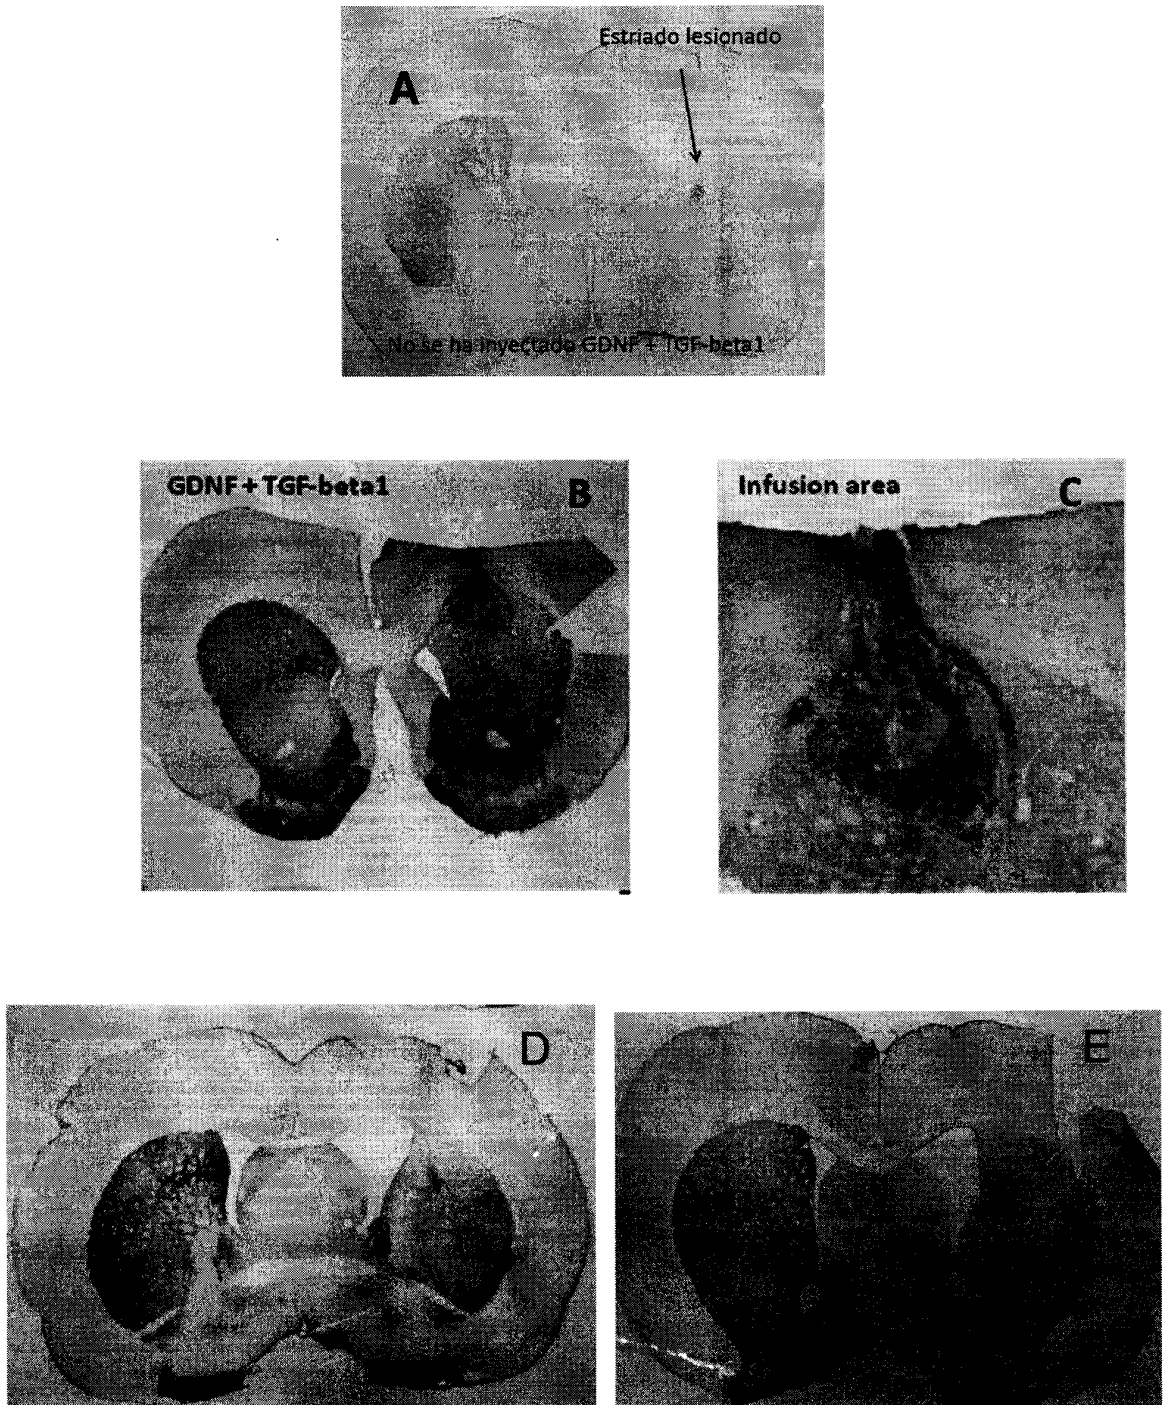 Estriado lesionado
A
No se ha inyectado GDNF + TGF-beta1
GDNF + TGF-beta1
B
Infusion area
C
D
E